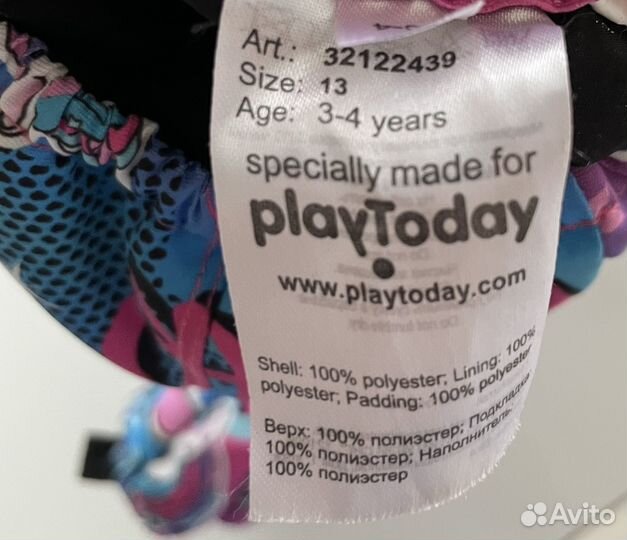 Art.: 32122439
Size: 13
Age: 3-4 years
specially made for
playToday
www.playtoday.com
Shell: 100% polyester; Lining: 100%
polyester; Padding: 100% polyester
Верх: 100% полиэстер; Подкладка
100% полиэстер; Наполнитель:
100% полиэстер
Avito